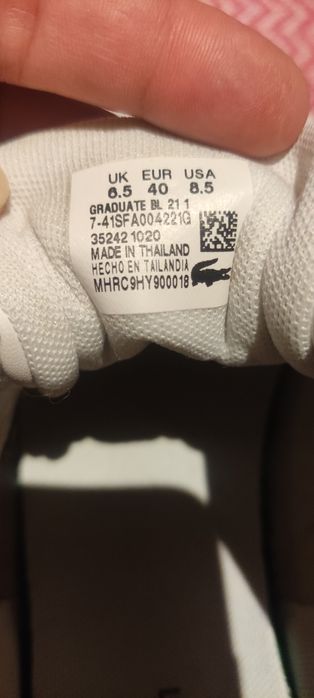 UK EUR USA
6.5 40 8.5
GRADUATE BL 21 1
7-41SFA004221G
352421020
MADE IN THAILAND
HECHO EN TAILANDIA
MHRC9HY900018